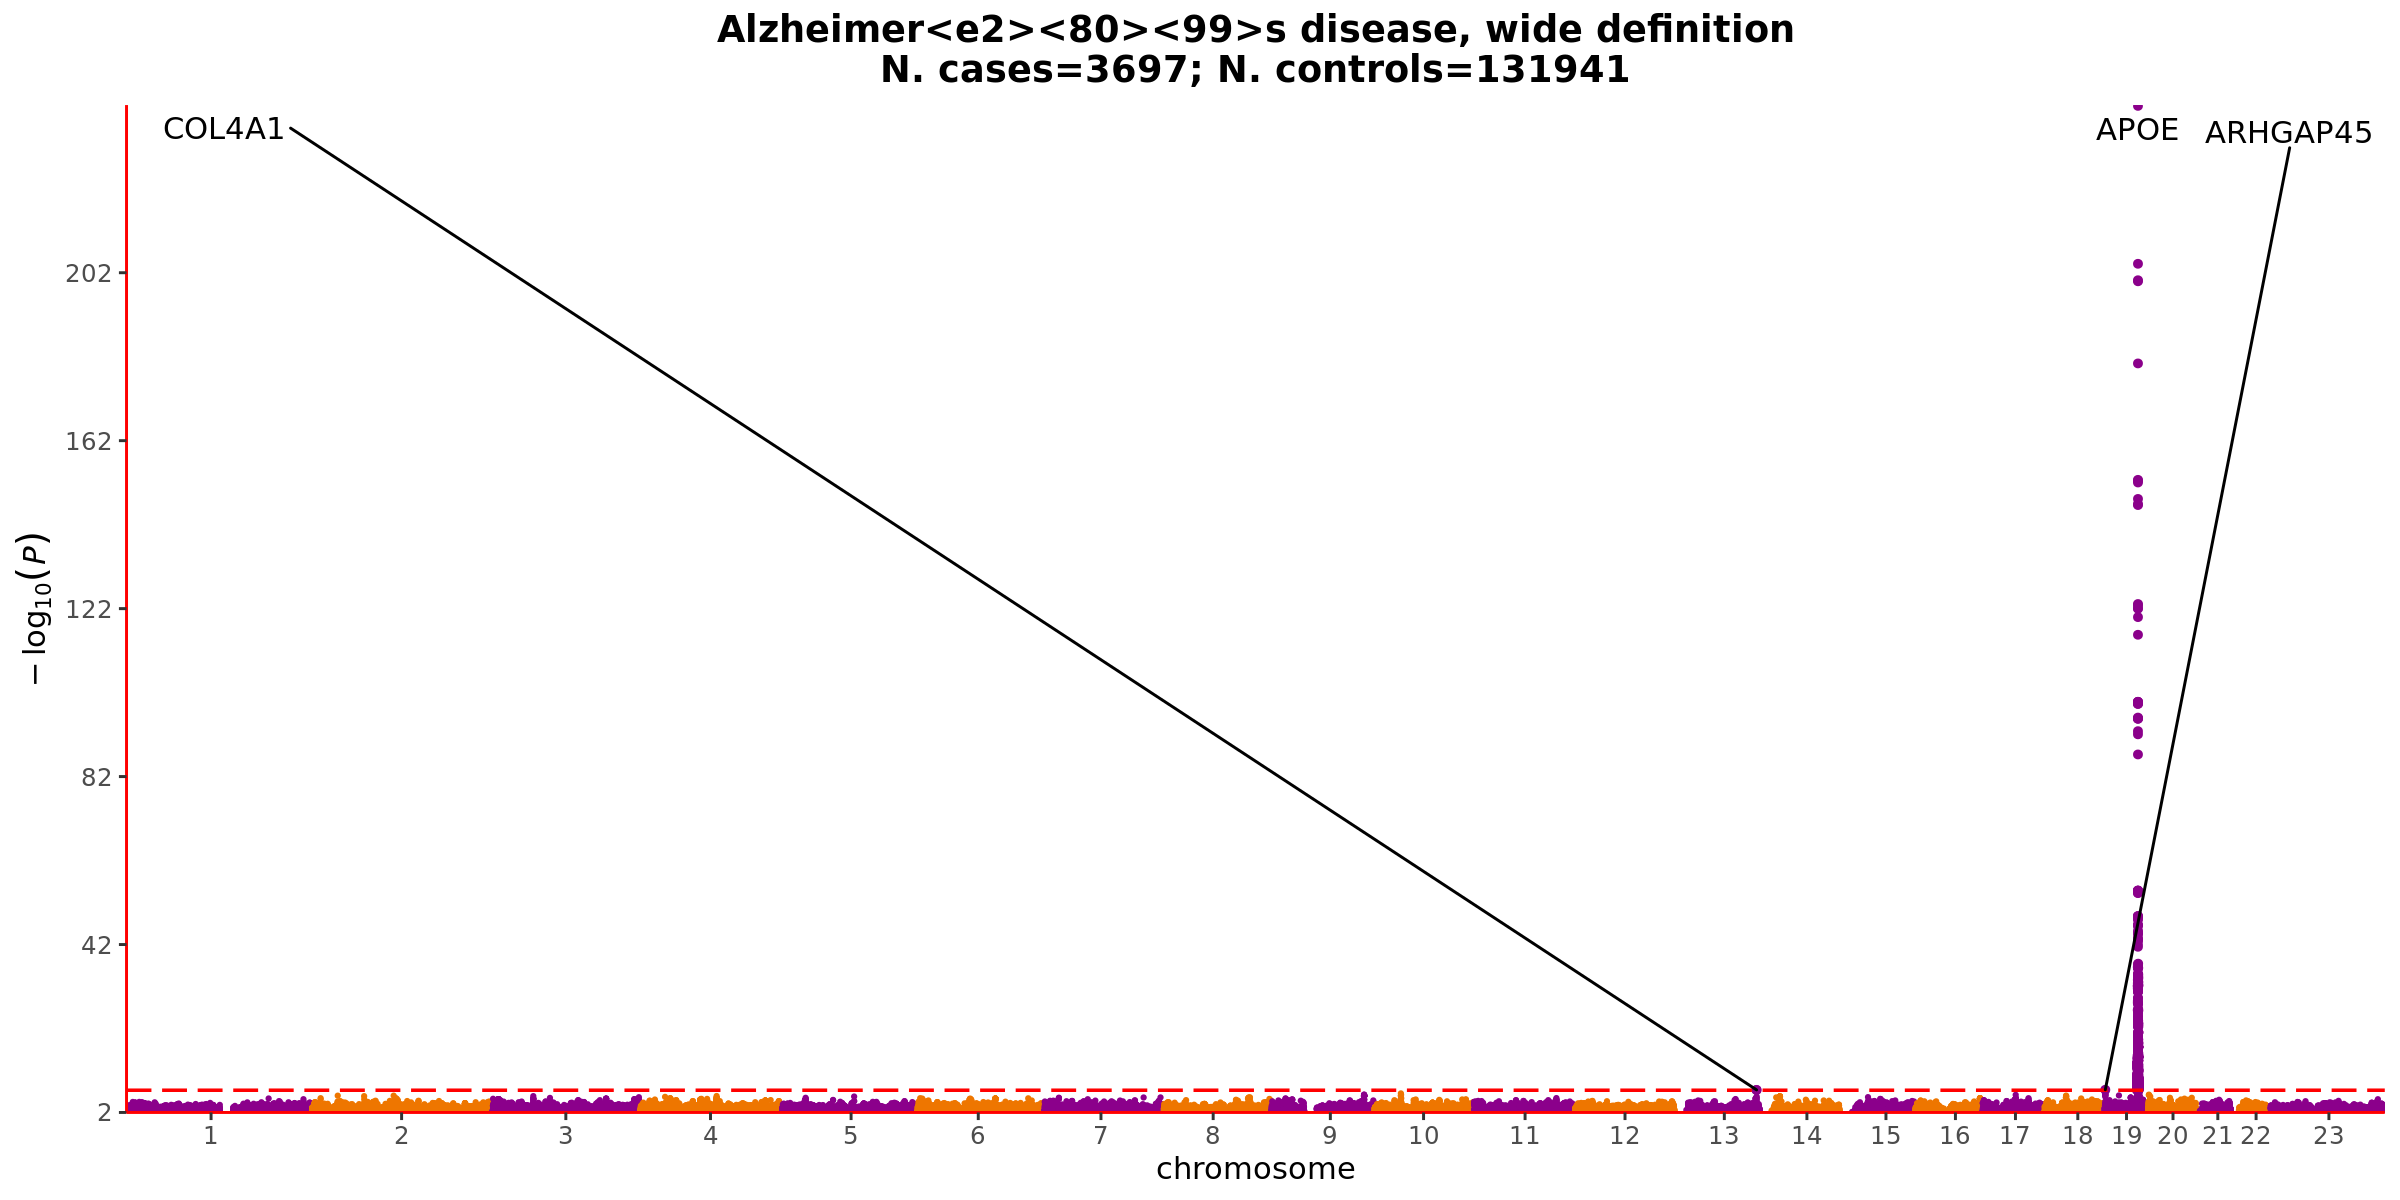 Alzheimer<e2><80><99>s disease, wide definition
N. cases=3697; N. controls=131941
COL4A1
APOE
ARHGAP45
202
162
122
82
42
2
−log10(P)
1 2 3 4 5 6 7 8 9 10 11 12 13 14 15 16 17 18 19 20 21 22 23
chromosome